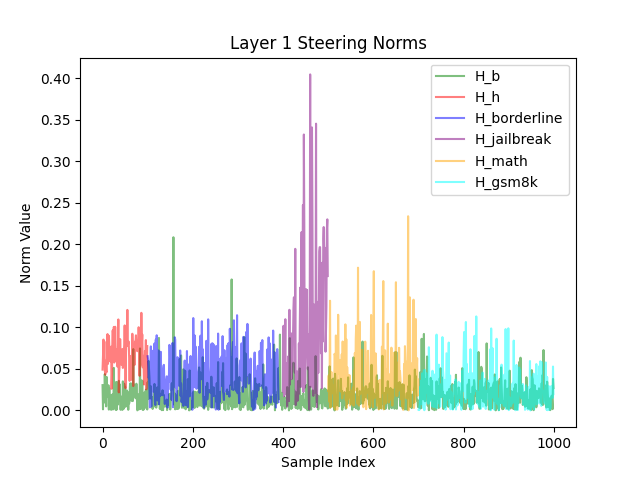 Layer 1 Steering Norms
Norm Value
0.40
0.35
0.30
0.25
0.20
0.15
0.10
0.05
0.00
H_b
H_h
H_borderline
H_jailbreak
H_math
H_gsm8k
0 200 400 600 800 1000
Sample Index